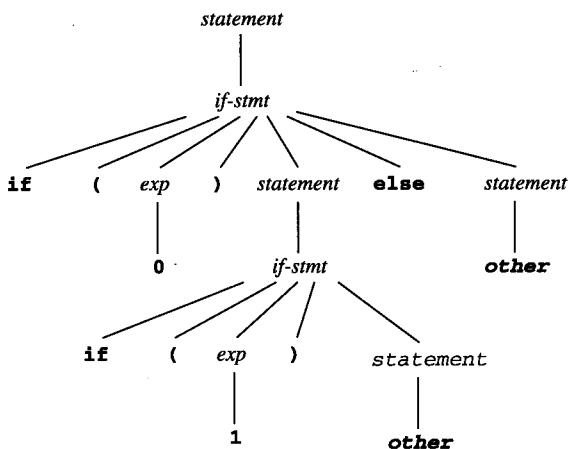 statement
if-stmt
if ( exp ) statement else statement
0 if-stmt other
if ( exp ) statement
1 other